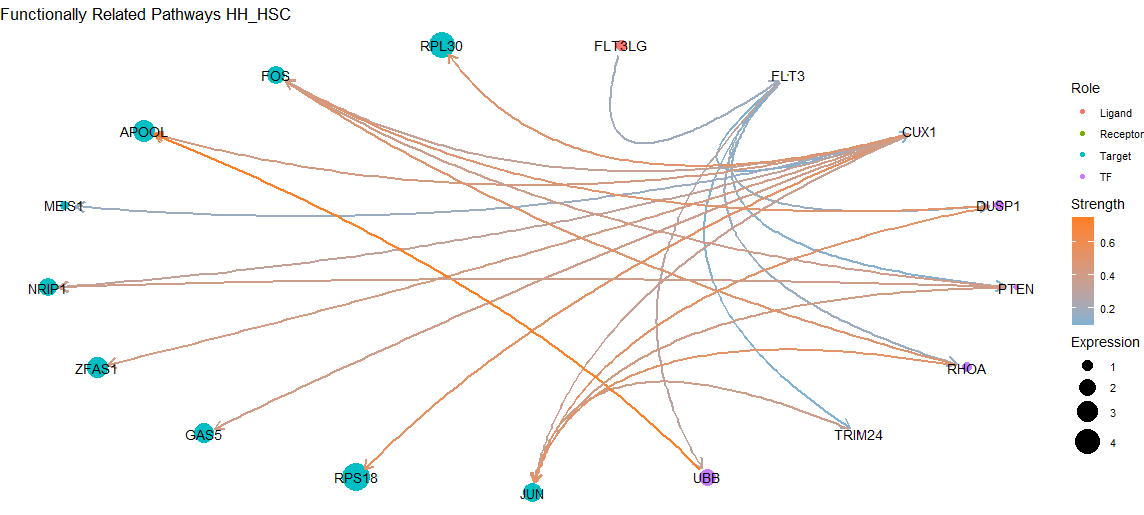 Functionally Related Pathways HH_HSC
RPL30
FLT3LG
FOS
FLT3
APOOL
CUX1
MEIS1
DUSP1
NRIP1
PTEN
ZFAS1
RHOA
GAS5
TRIM24
RPS18
UBB
JUN
Role
Ligand
Receptor
Target
TF
Strength
0.6
0.4
0.2
Expression
1
2
3
4